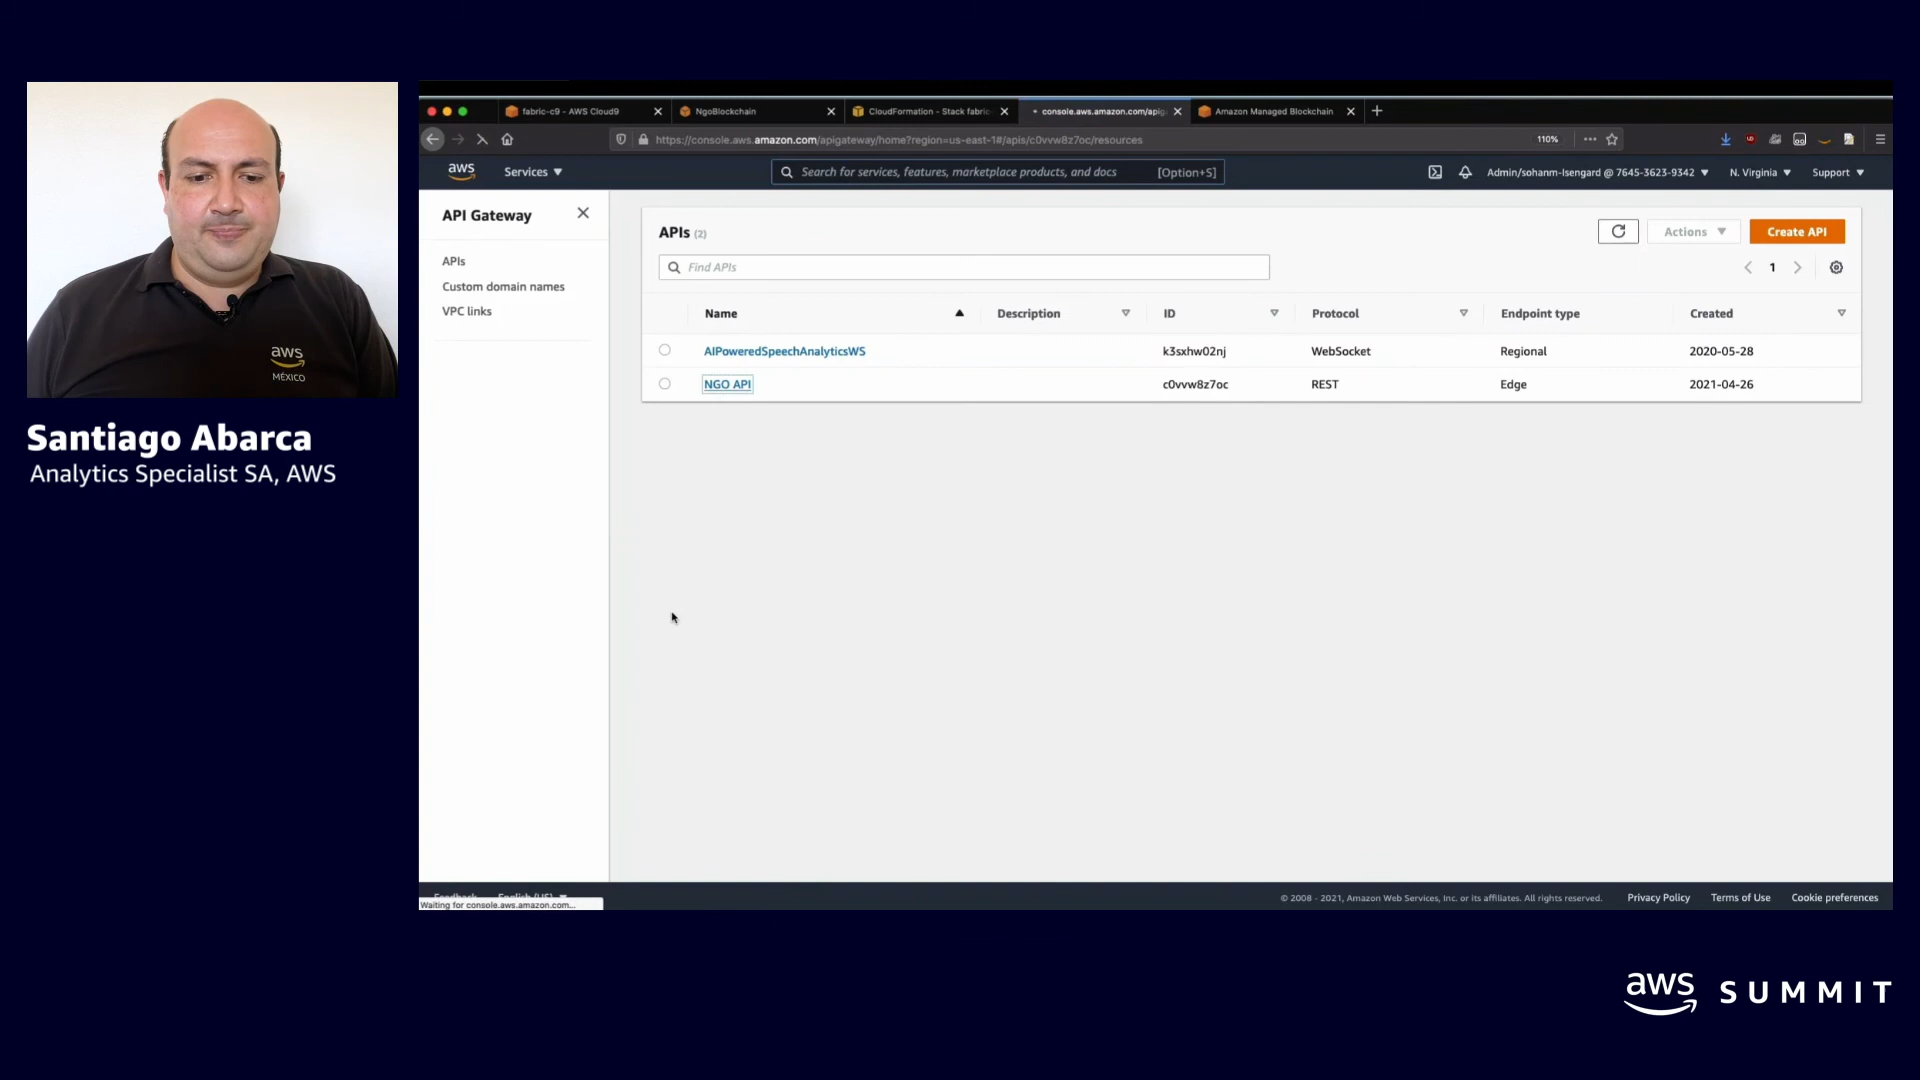 aws
MÉXICO
Santiago Abarca
Analytics Specialist SA, AWS
fabric-c9 - AWS Cloud9
NgoBlockchain
CloudFormation - Stack fabric
console.aws.amazon.com/apig
Amazon Managed Blockchain
https://console.aws.amazon.com/apigateway/home?region=us-east-1#/apis/c0vvw8z7oc/resources
110%
aws
Services
Search for services, features, marketplace products, and docs
[Option+S]
Admin/sohanm-Isengard @ 7645-3623-9342
N. Virginia
Support
API Gateway
APIs
Custom domain names
VPC links
APIs (2)
Actions
Create API
Find APIs
1
Name Description ID Protocol Endpoint type Created
AIPoweredSpeechAnalyticsWS k3sxhw02nj WebSocket Regional 2020-05-28
NGO API c0vvw8z7oc REST Edge 2021-04-26
Feedback English (US)
Waiting for console.aws.amazon.com...
© 2008 - 2021, Amazon Web Services, Inc. or its affiliates. All rights reserved.
Privacy Policy
Terms of Use
Cookie preferences
aws SUMMIT